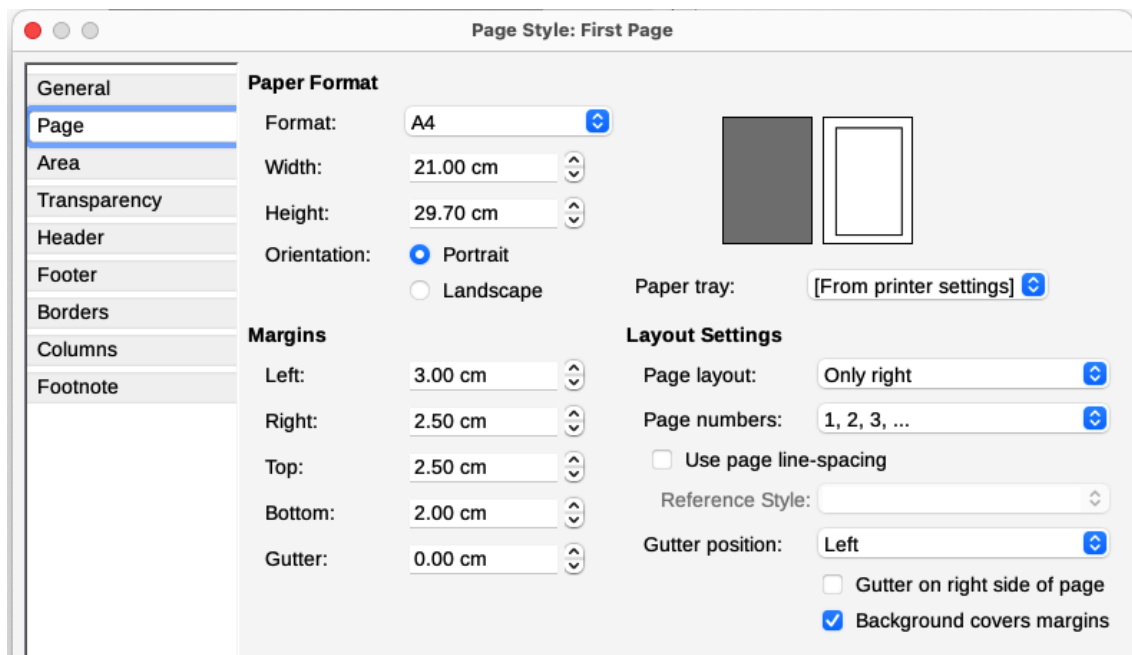 Page Style: First Page
General
Page
Area
Transparency
Header
Footer
Borders
Columns
Footnote
Paper Format
Format: A4
Width: 21.00 cm
Height: 29.70 cm
Orientation: Portrait
Landscape
Paper tray: [From printer settings]
Margins
Left: 3.00 cm
Right: 2.50 cm
Top: 2.50 cm
Bottom: 2.00 cm
Gutter: 0.00 cm
Layout Settings
Page layout: Only right
Page numbers: 1, 2, 3, ...
Use page line-spacing
Reference Style:
Gutter position: Left
Gutter on right side of page
Background covers margins